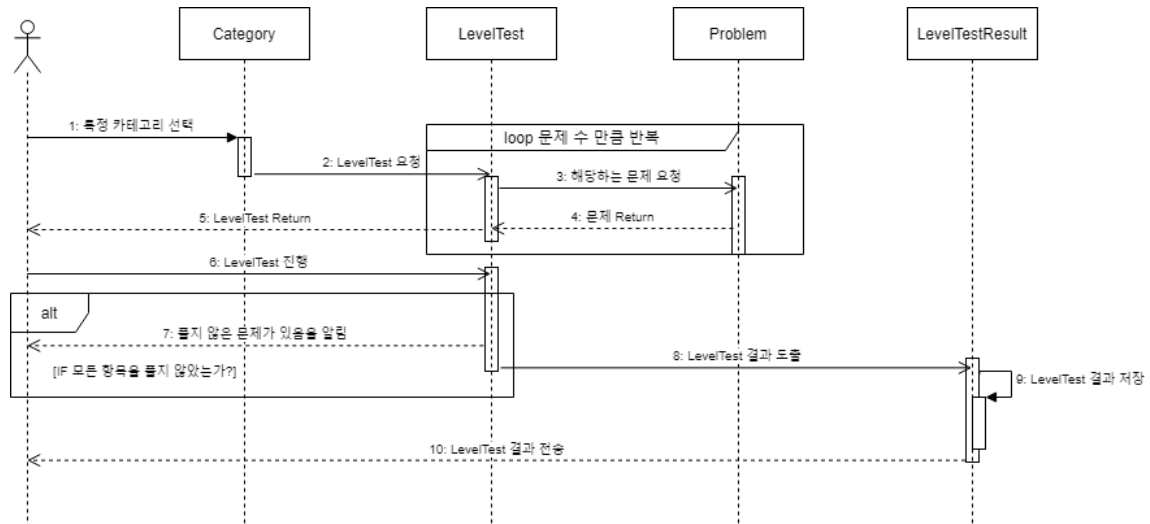 Category
LevelTest
Problem
LevelTestResult
1: 특정 카테고리 선택
loop 문제 수 만큼 반복
2: LevelTest 요청
3: 해당하는 문제 요청
4: 문제 Return
5: LevelTest Return
6: LevelTest 진행
alt
7: 풀지 않은 문제가 있음을 알림
[IF 모든 항목을 풀지 않았는가?]
8: LevelTest 결과 도출
9: LevelTest 결과 저장
10: LevelTest 결과 전송